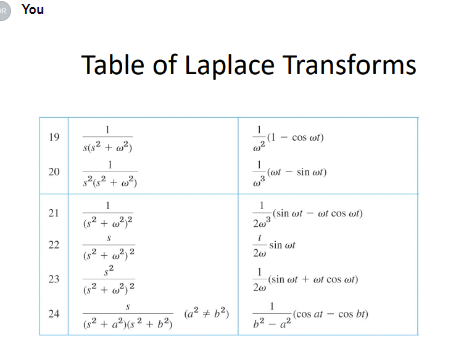 R You
Table of Laplace Transforms
19 1/(s(s² + ω²)) 1/ω² (1 − cos ωt)
20 1/(s²(s² + ω²)) 1/ω³ (ωt − sin ωt)
21 1/(s² + ω²)² 1/2ω³ (sin ωt − ωt cos ωt)
22 s/(s² + ω²)² t/2ω sin ωt
23 s²/(s² + ω²)² 1/2ω (sin ωt + ωt cos ωt)
24 s/((s² + a²)(s² + b²)) (a² ≠ b²) 1/(b² − a²) (cos at − cos bt)